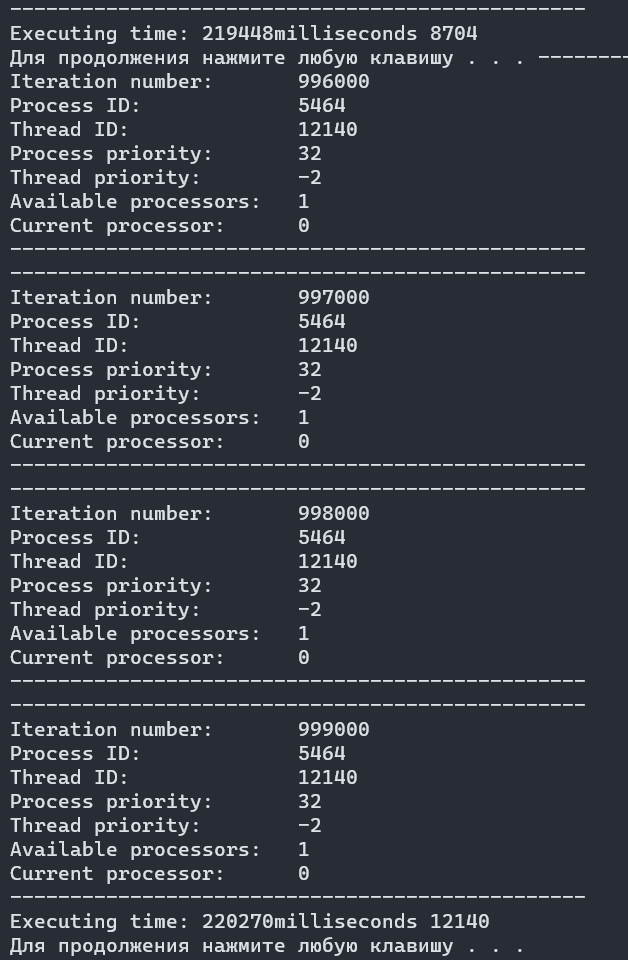 ------------------------------------------------
Executing time: 219448milliseconds 8704
Для продолжения нажмите любую клавишу . . . --------
Iteration number:       996000
Process ID:             5464
Thread ID:              12140
Process priority:       32
Thread priority:        -2
Available processors:   1
Current processor:      0
------------------------------------------------
------------------------------------------------
Iteration number:       997000
Process ID:             5464
Thread ID:              12140
Process priority:       32
Thread priority:        -2
Available processors:   1
Current processor:      0
------------------------------------------------
------------------------------------------------
Iteration number:       998000
Process ID:             5464
Thread ID:              12140
Process priority:       32
Thread priority:        -2
Available processors:   1
Current processor:      0
------------------------------------------------
------------------------------------------------
Iteration number:       999000
Process ID:             5464
Thread ID:              12140
Process priority:       32
Thread priority:        -2
Available processors:   1
Current processor:      0
------------------------------------------------
Executing time: 220270milliseconds 12140
Для продолжения нажмите любую клавишу . . .